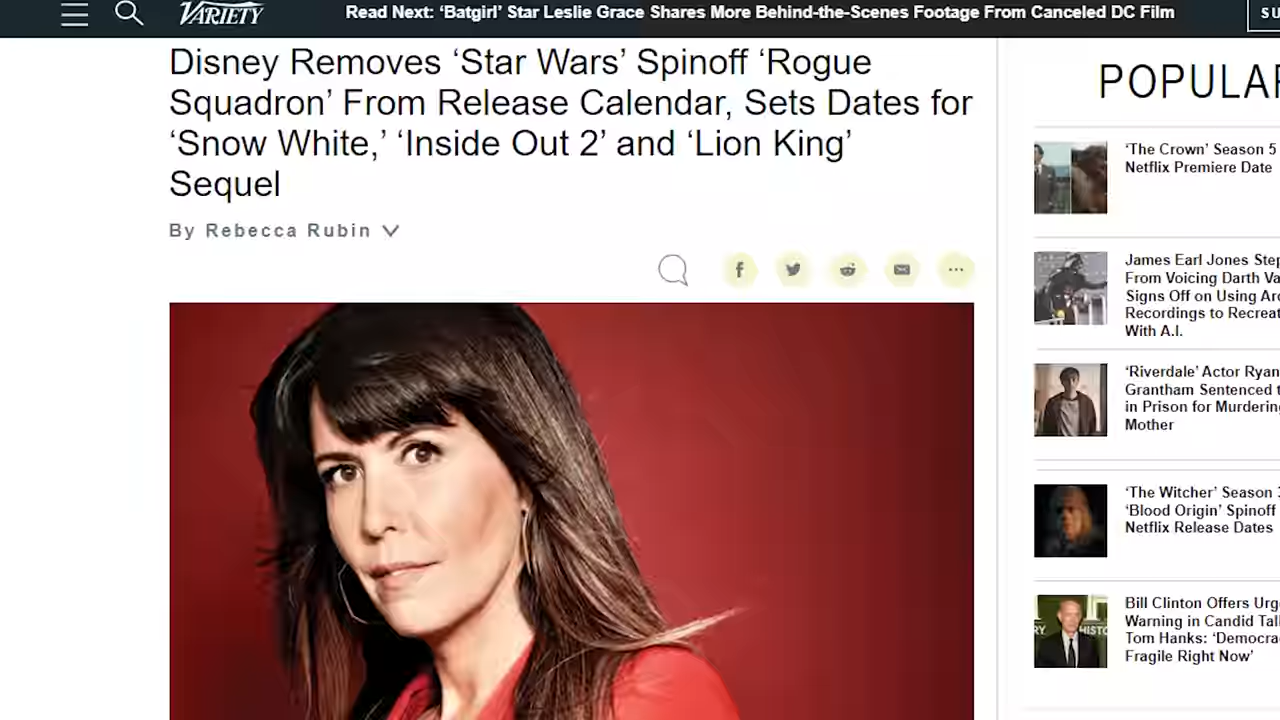 VARIETY
Read Next: ‘Batgirl’ Star Leslie Grace Shares More Behind-the-Scenes Footage From Canceled DC Film
Disney Removes ‘Star Wars’ Spinoff ‘Rogue
Squadron’ From Release Calendar, Sets Dates for
‘Snow White,’ ‘Inside Out 2’ and ‘Lion King’
Sequel
By Rebecca Rubin
POPULAR
‘The Crown’ Season 5
Netflix Premiere Date
James Earl Jones Step
From Voicing Darth Va
Signs Off on Using Arc
Recordings to Recreat
With A.I.
‘Riverdale’ Actor Ryan
Grantham Sentenced t
in Prison for Murdering
Mother
‘The Witcher’ Season 3
‘Blood Origin’ Spinoff
Netflix Release Dates
Bill Clinton Offers Urg
Warning in Candid Tal
Tom Hanks: ‘Democra
Fragile Right Now’